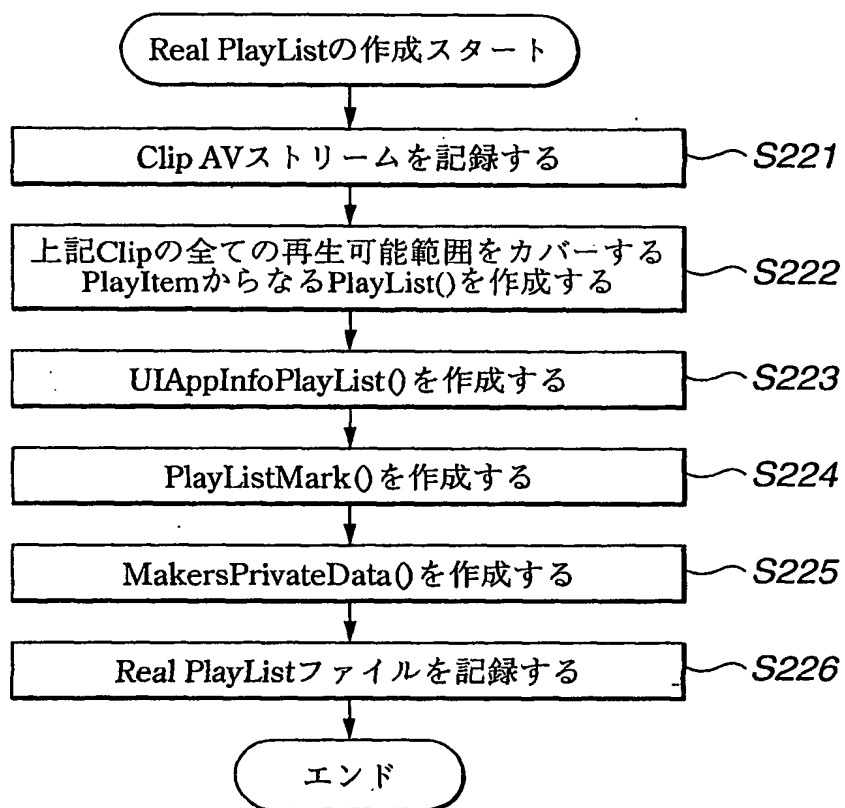 Real PlayListの作成スタート
Clip AVストリームを記録する
S221
上記Clipの全ての再生可能範囲をカバーする
PlayItemからなるPlayList()を作成する
S222
UIAppInfoPlayList()を作成する
S223
PlayListMark()を作成する
S224
MakersPrivateData()を作成する
S225
Real PlayListファイルを記録する
S226
エンド